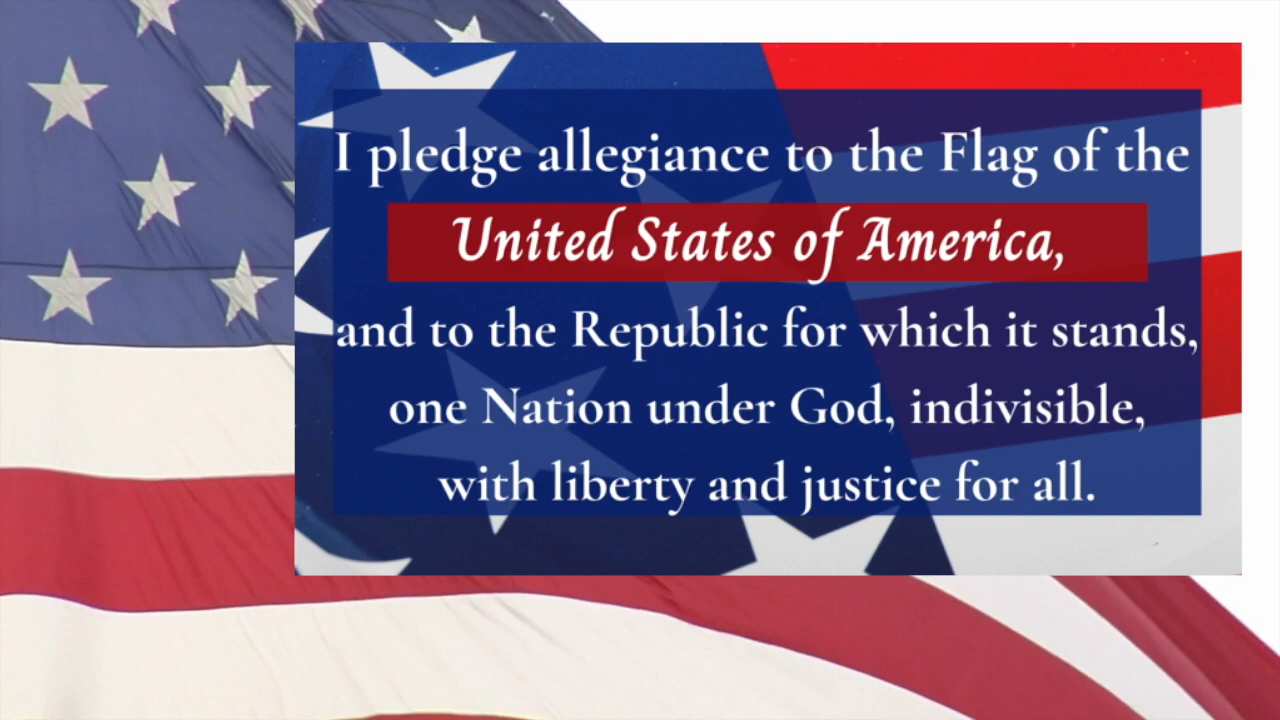 I pledge allegiance to the Flag of the
United States of America,
and to the Republic for which it stands,
one Nation under God, indivisible,
with liberty and justice for all.